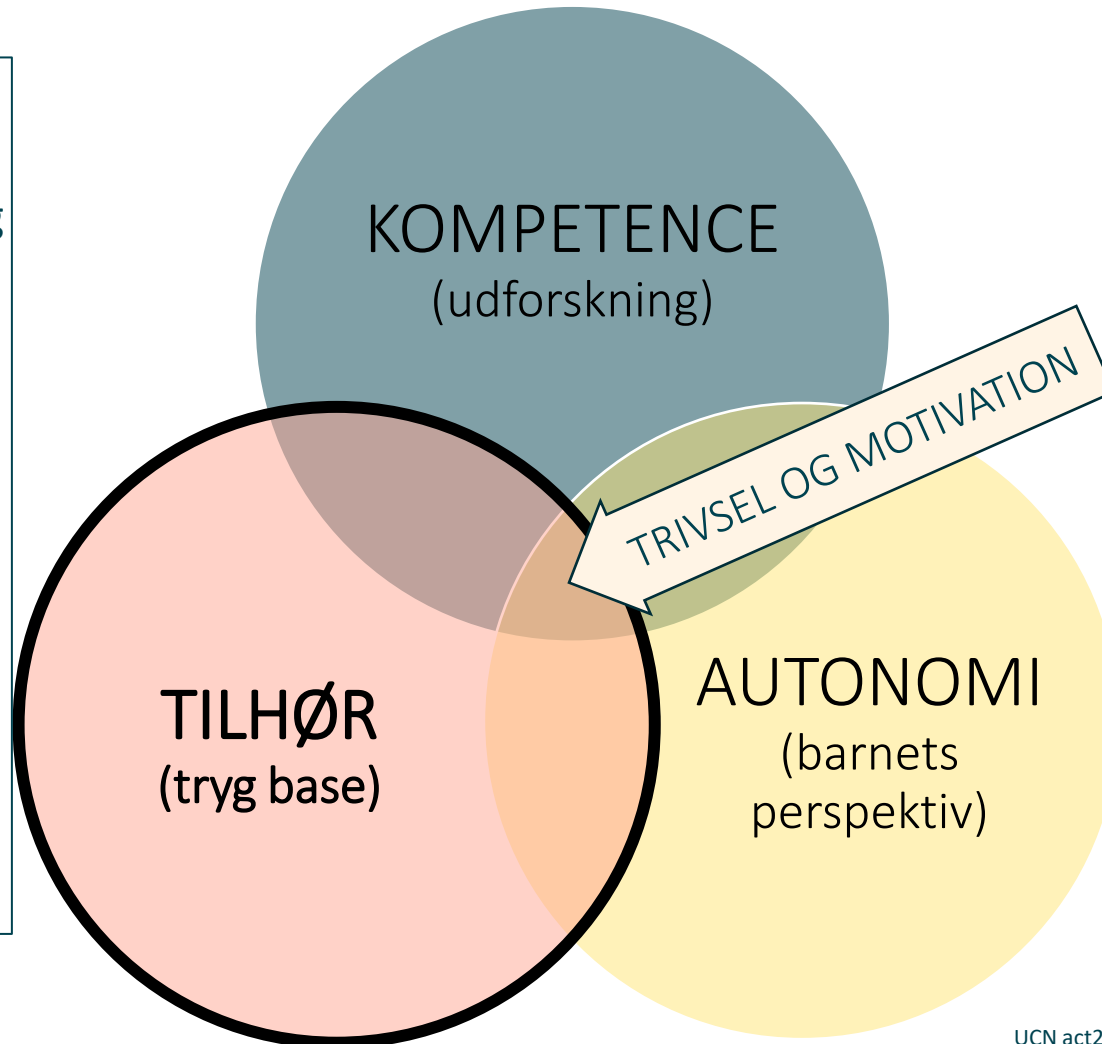 KOMPETENCE
(udforskning)
TRIVSEL OG MOTIVATION
TILHØR
(tryg base)
AUTONOMI
(barnets
perspektiv)
UCN act2